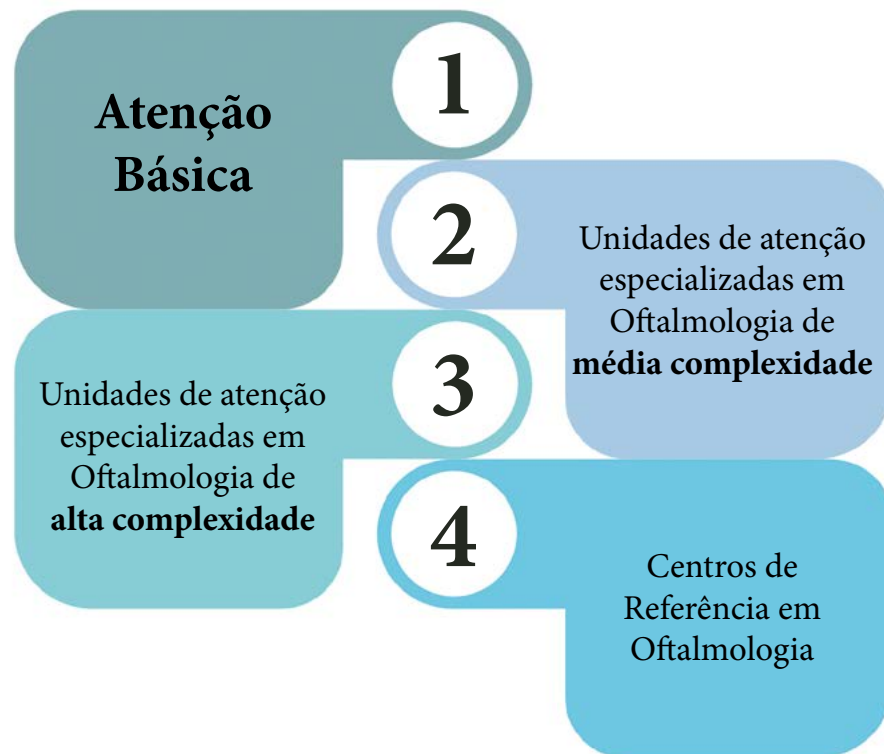 1
Atenção
Básica
2
Unidades de atenção
especializadas em
Oftalmologia de
média complexidade
3
Unidades de atenção
especializadas em
Oftalmologia de
alta complexidade
4
Centros de
Referência em
Oftalmologia